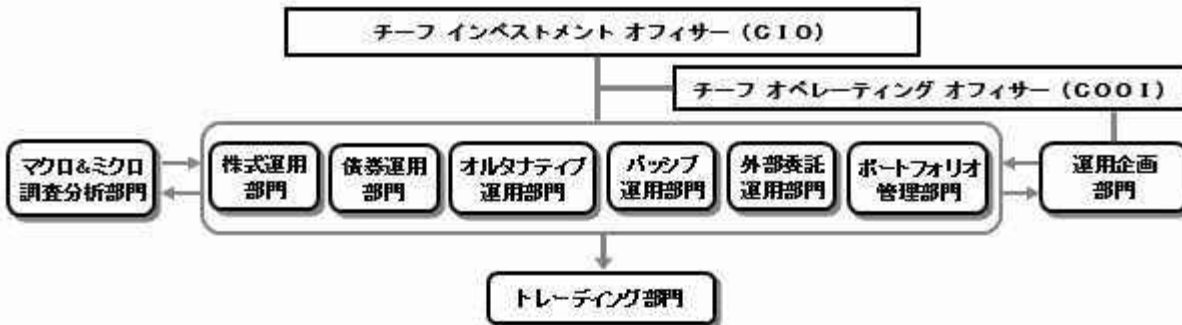 チーフ インベストメント オフィサー (CIO)
チーフ オペレーティング オフィサー (COOI)
マクロ&ミクロ
調査分析部門
株式運用
部門
債券運用
部門
オルタナティブ
運用部門
パッシブ
運用部門
外部委託
運用部門
ポートフォリオ
管理部門
運用企画
部門
トレーディング部門